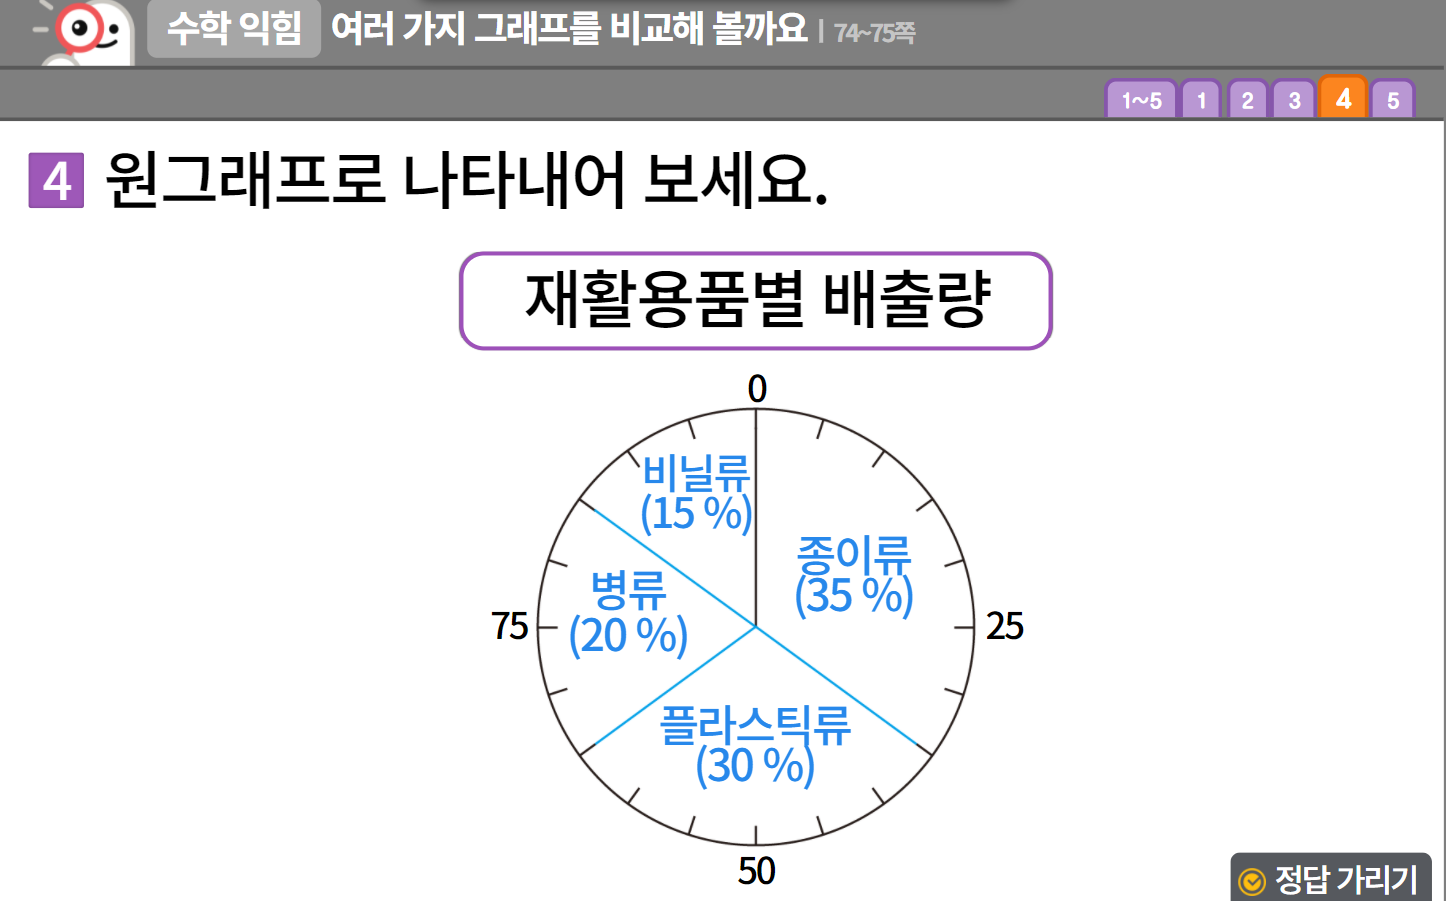 수학 익힘 여러 가지 그래프를 비교해 볼까요 | 74~75쪽
1~5 1 2 3 4 5
4 원그래프로 나타내어 보세요.
재활용품별 배출량
0
비닐류
(15 %)
종이류
(35 %)
병류
(20 %)
75
25
플라스틱류
(30 %)
50
정답 가리기